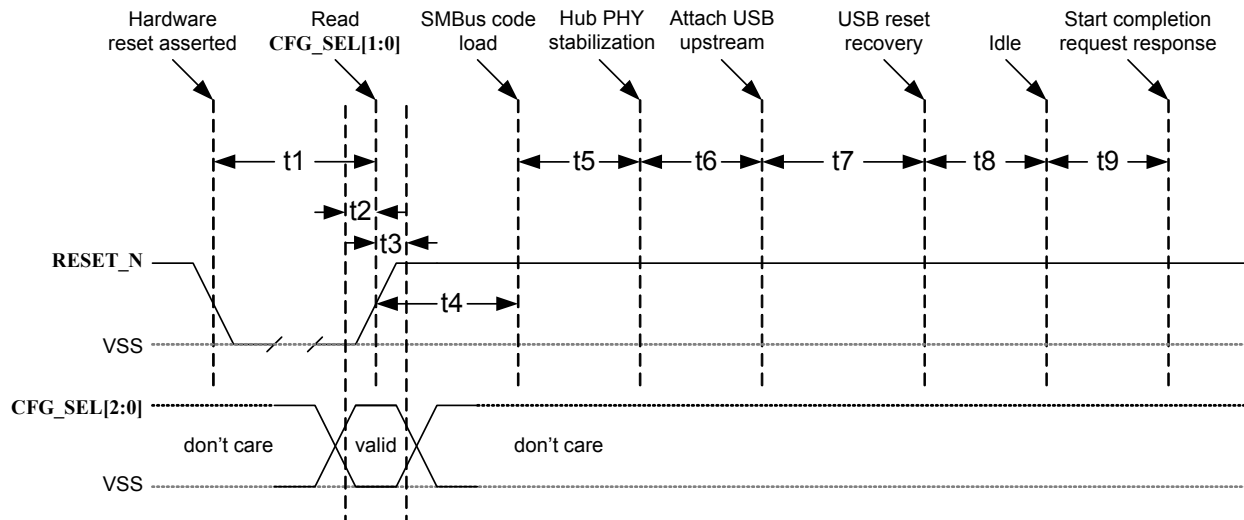 Hardware
reset asserted
Read
CFG_SEL[1:0]
SMBus code
load
Hub PHY
stabilization
Attach USB
upstream
USB reset
recovery
Idle
Start completion
request response
t1
t5
t6
t7
t8
t9
t2
t3
RESET_N
t4
VSS
CFG_SEL[2:0]
don't care
valid
don't care
VSS